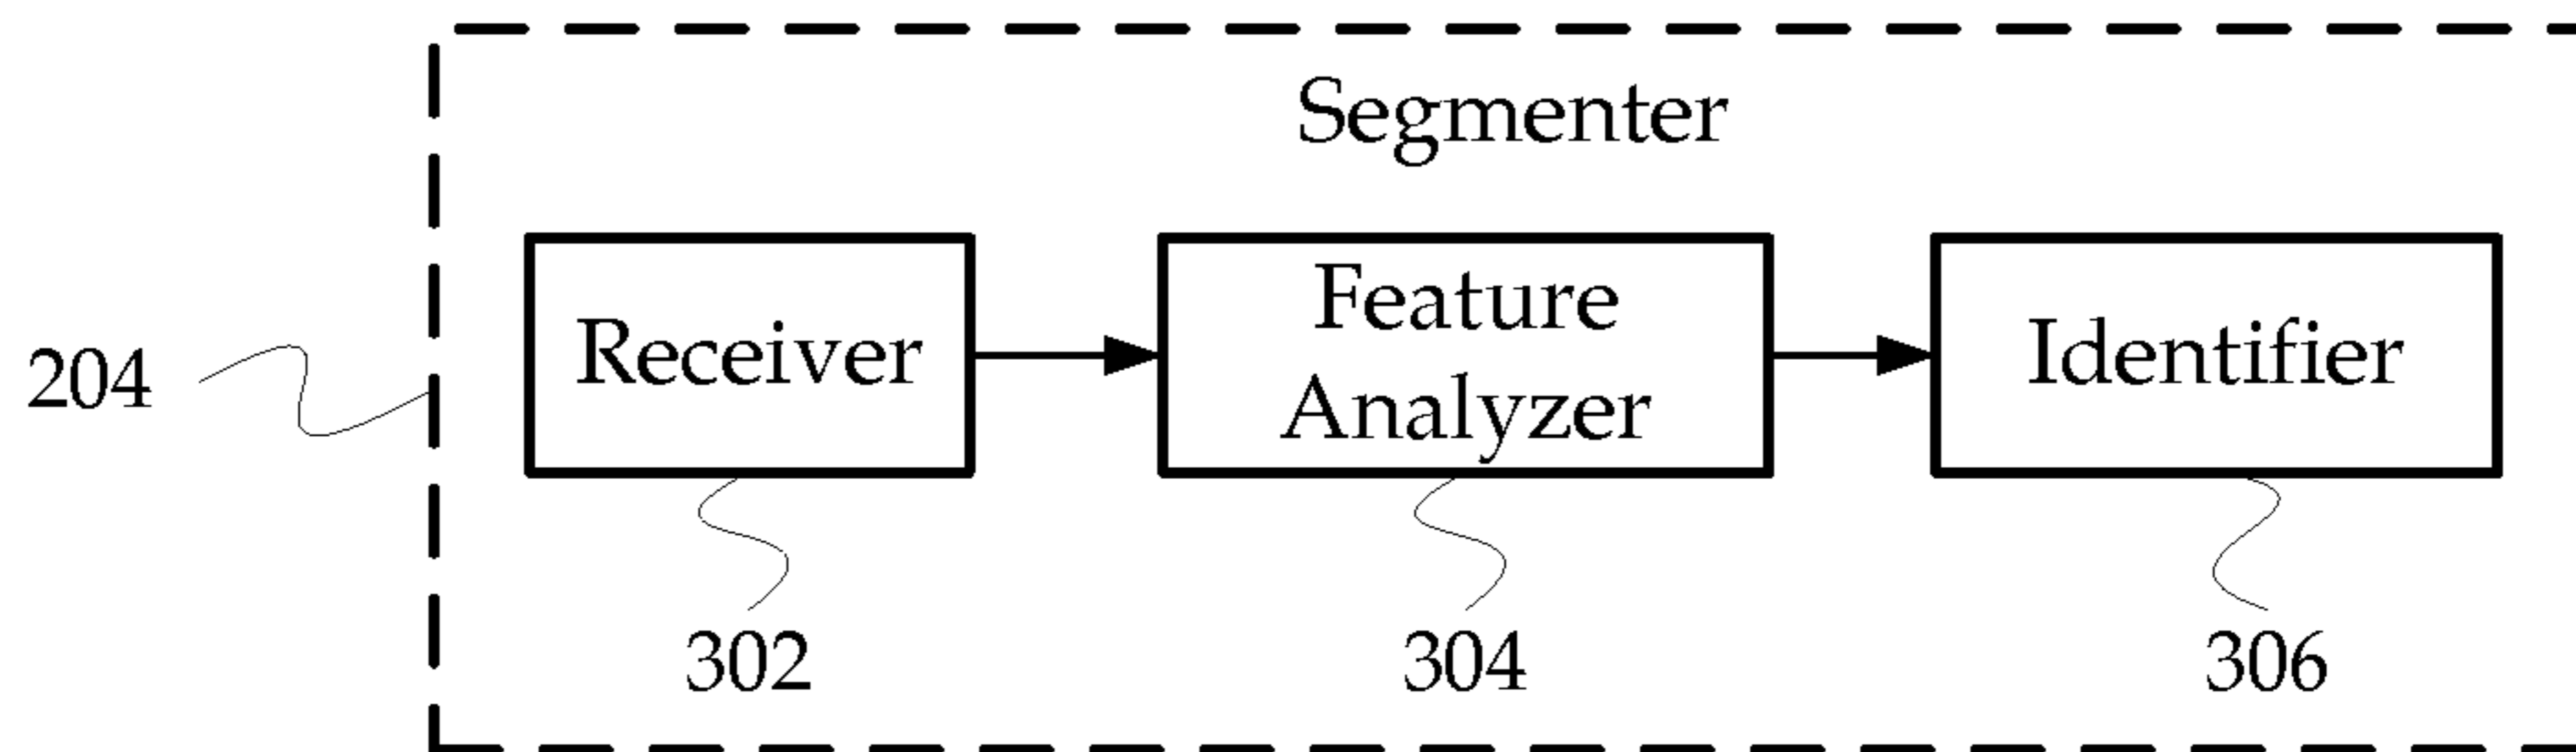 Segmenter
Receiver
Feature
Analyzer
Identifier
204
302
304
306